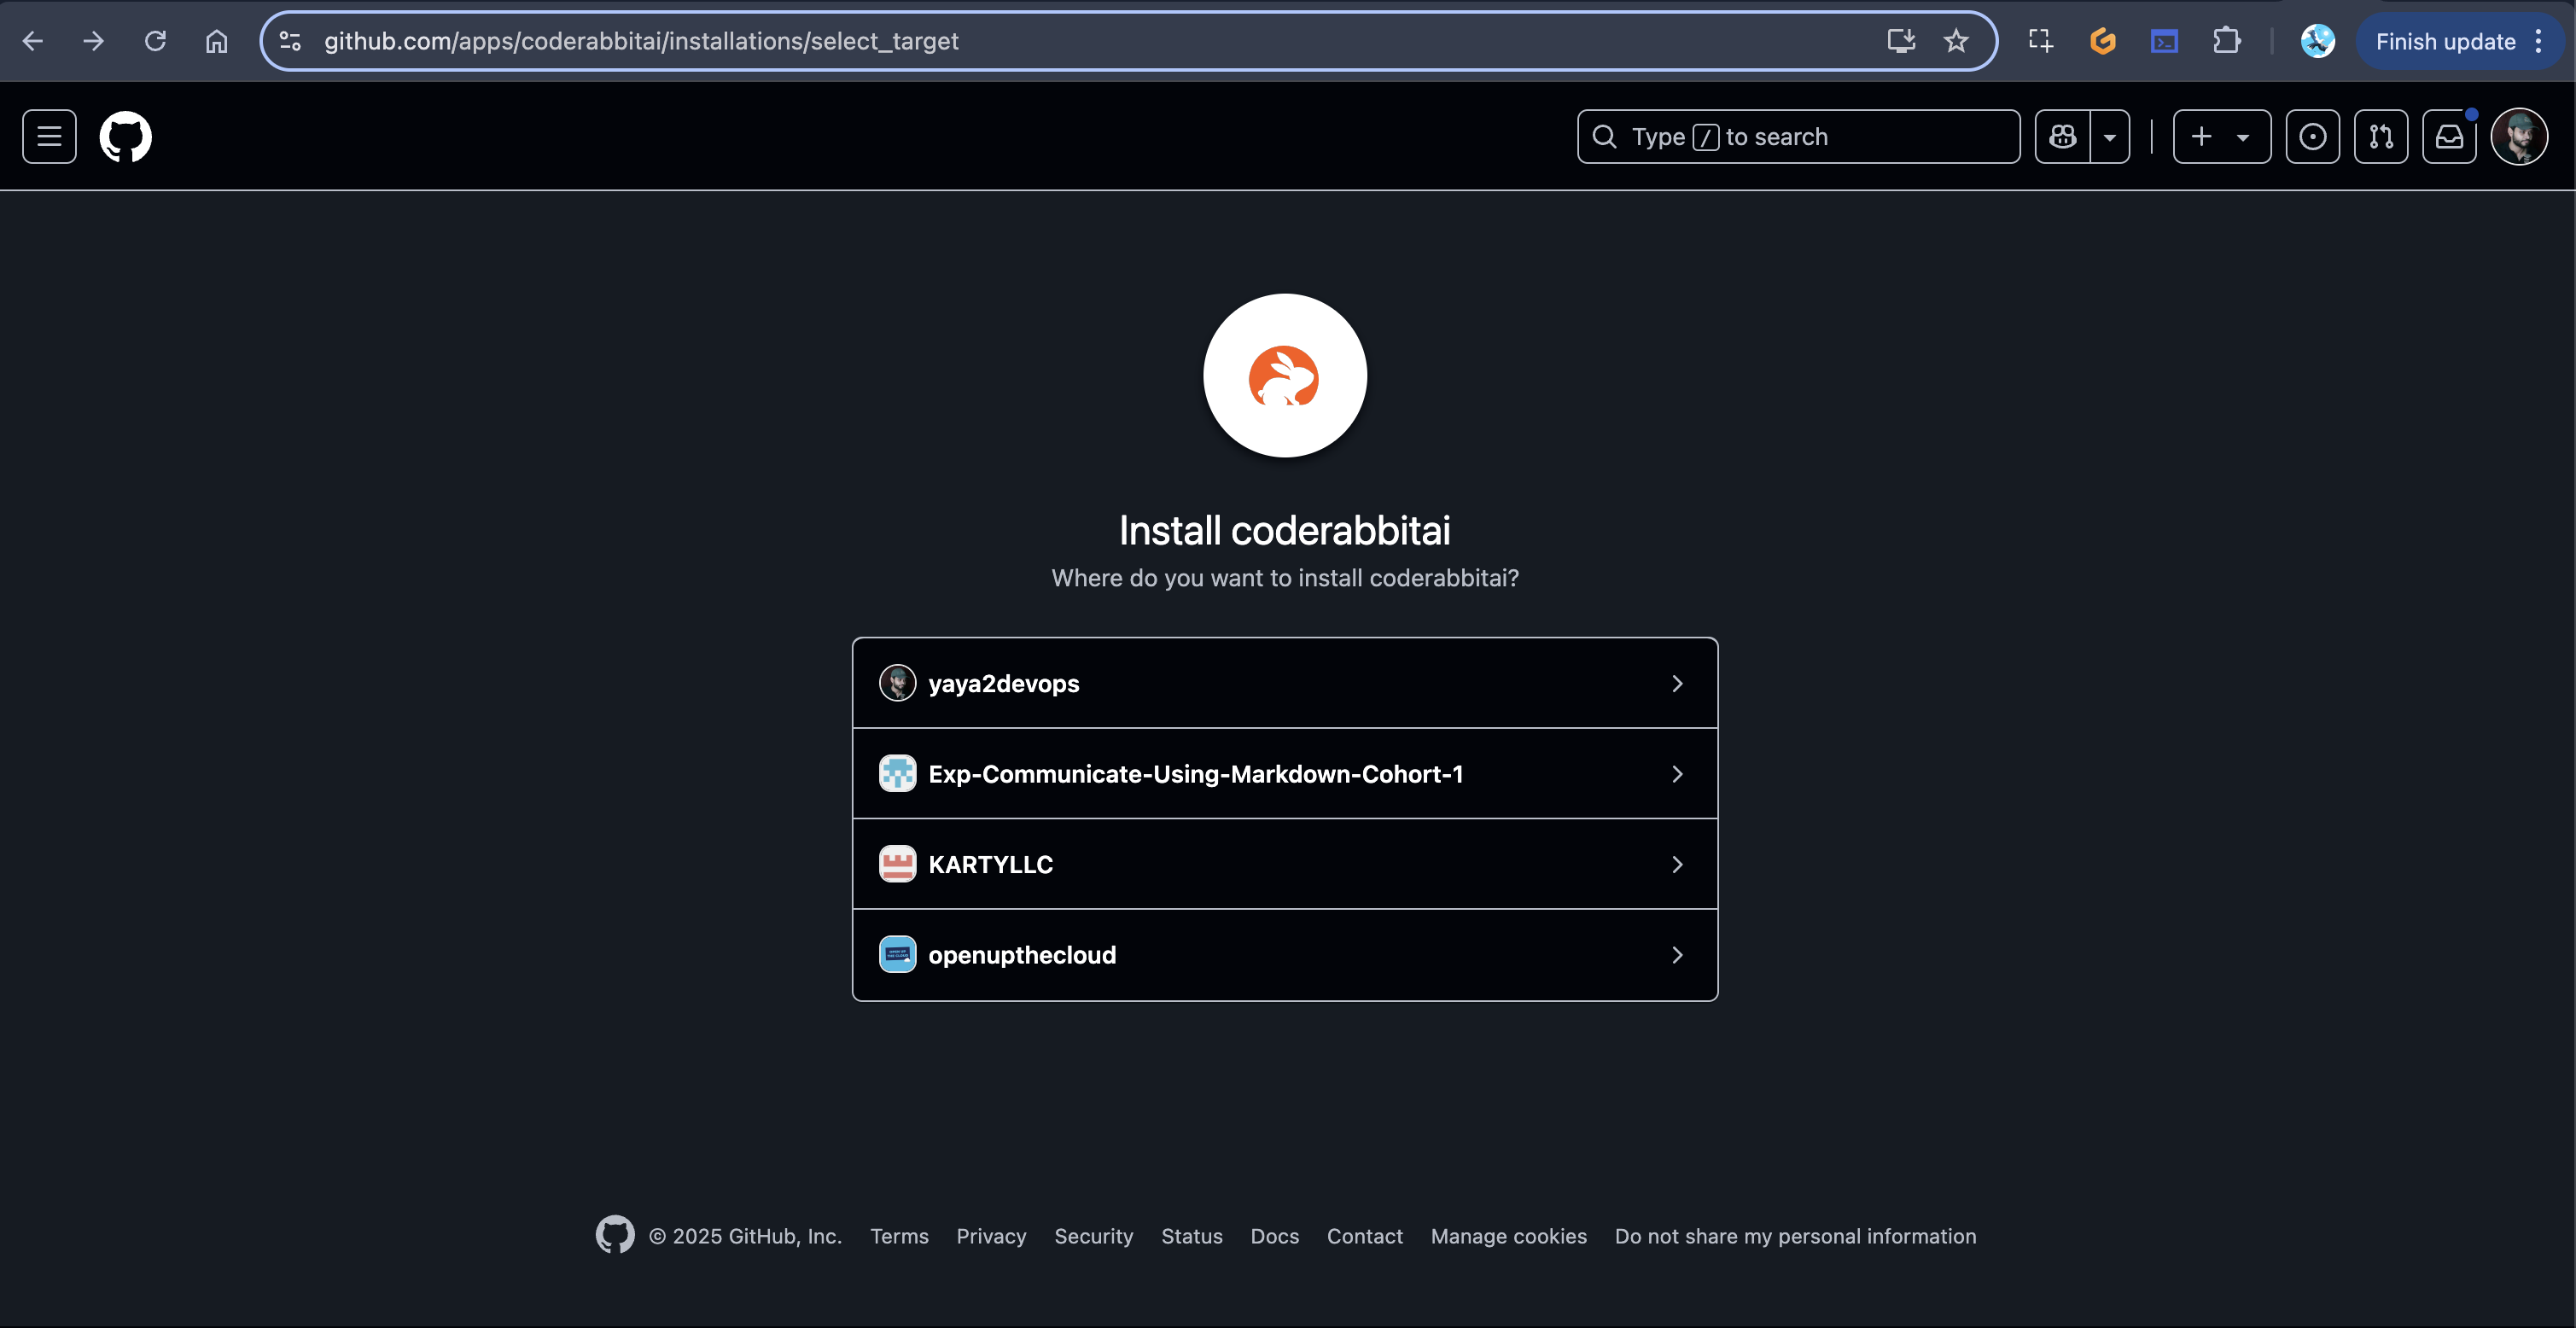 github.com/apps/coderabbitai/installations/select_target
Finish update
Type / to search
Install coderabbitai
Where do you want to install coderabbitai?
yaya2devops
Exp-Communicate-Using-Markdown-Cohort-1
KARTYLLC
openupthecloud
© 2025 GitHub, Inc. Terms Privacy Security Status Docs Contact Manage cookies Do not share my personal information